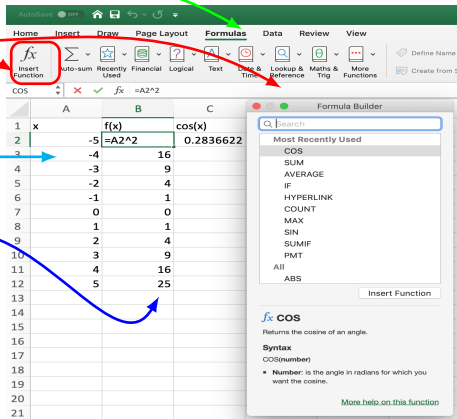 AutoSave OFF
Home Insert Draw Page Layout Formulas Data Review View
fx Insert Function
Auto-sum
Recently Used
Financial
Logical
Text
Date & Time
Lookup & Reference
Maths & Trig
More Functions
Define Name
Create from S
COS fx =A2^2
A B C
1 x f(x) cos(x)
2 -5 =A2^2 0.2836622
3 -4 16
4 -3 9
5 -2 4
6 -1 1
7 0 0
8 1 1
9 2 4
10 3 9
11 4 16
12 5 25
13
14
15
16
17
18
19
20
21
Formula Builder
Search
Most Recently Used
COS
SUM
AVERAGE
IF
HYPERLINK
COUNT
MAX
SIN
SUMIF
PMT
All
ABS
Insert Function
fx COS
Returns the cosine of an angle.
Syntax
COS(number)
• Number: is the angle in radians for which you
want the cosine.
More help on this function